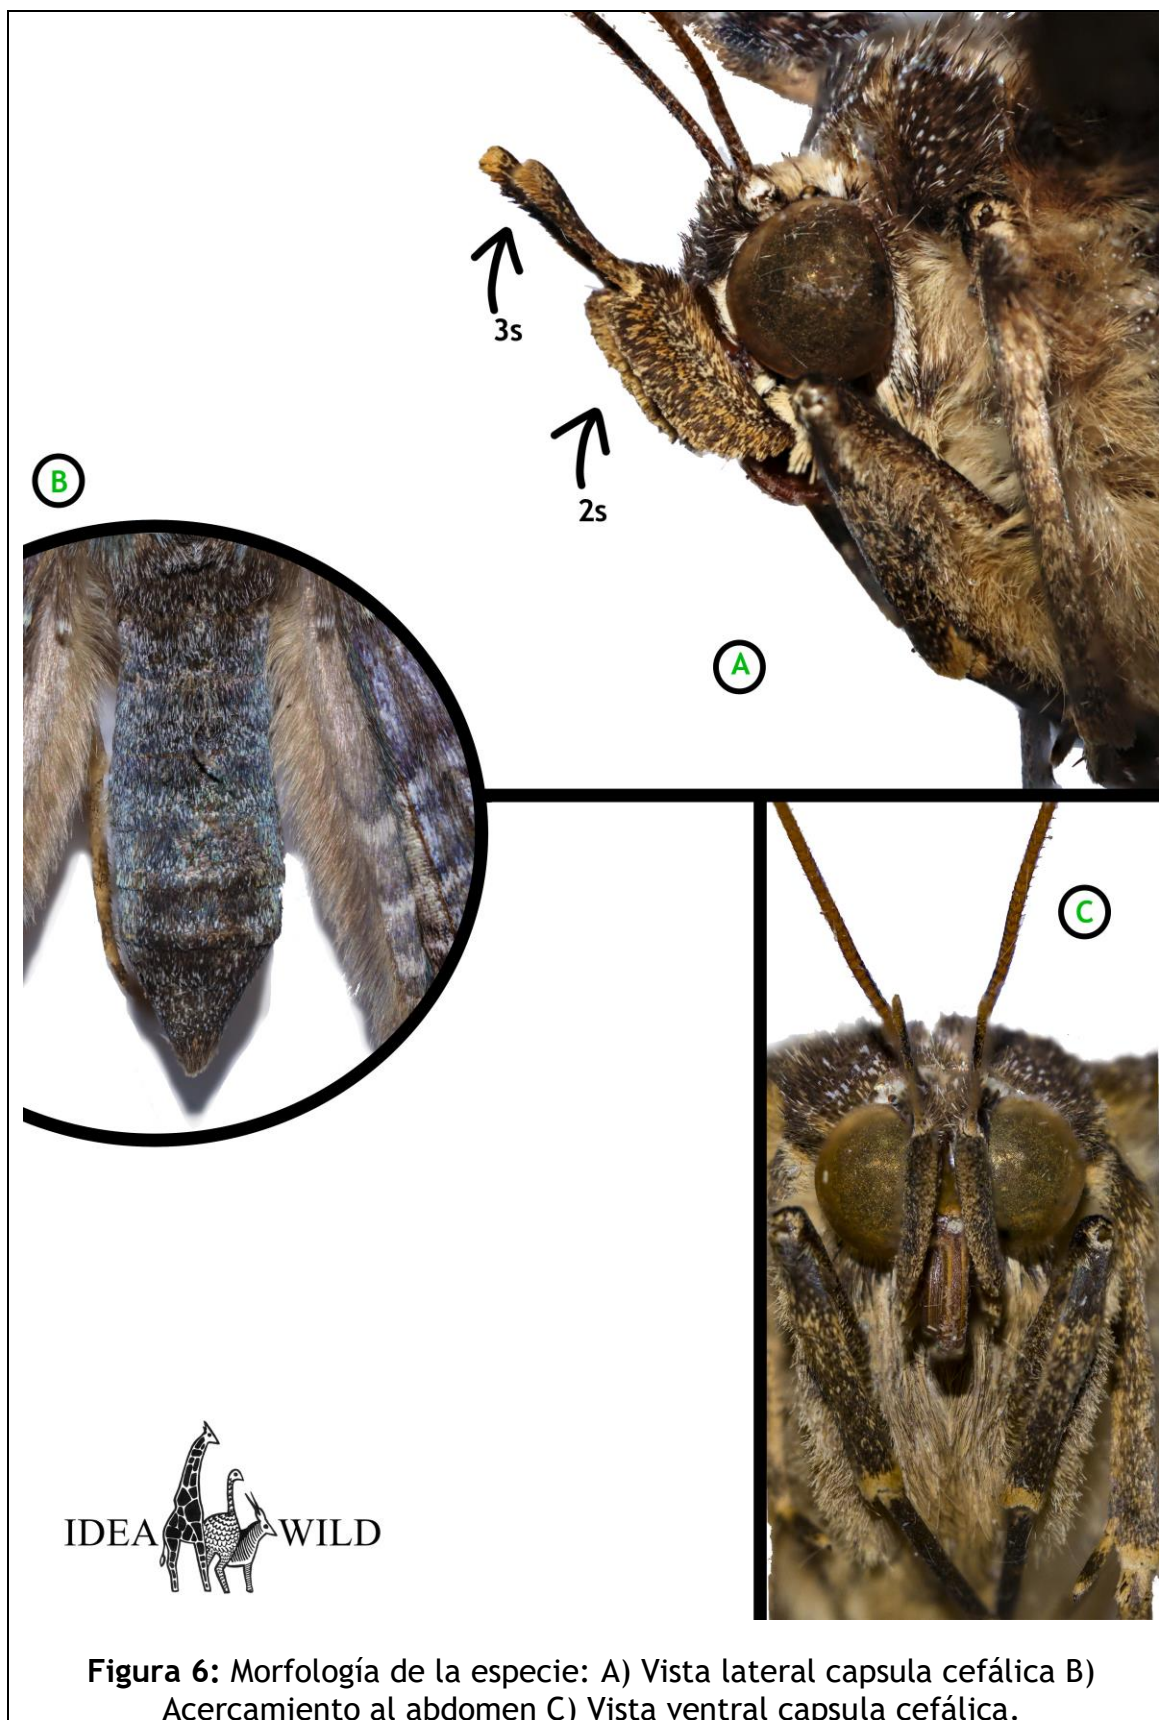 3s
2s
B
A
C
IDEA WILD
Figura 6: Morfología de la especie: A) Vista lateral capsula cefálica B)
Acercamiento al abdomen C) Vista ventral capsula cefálica.